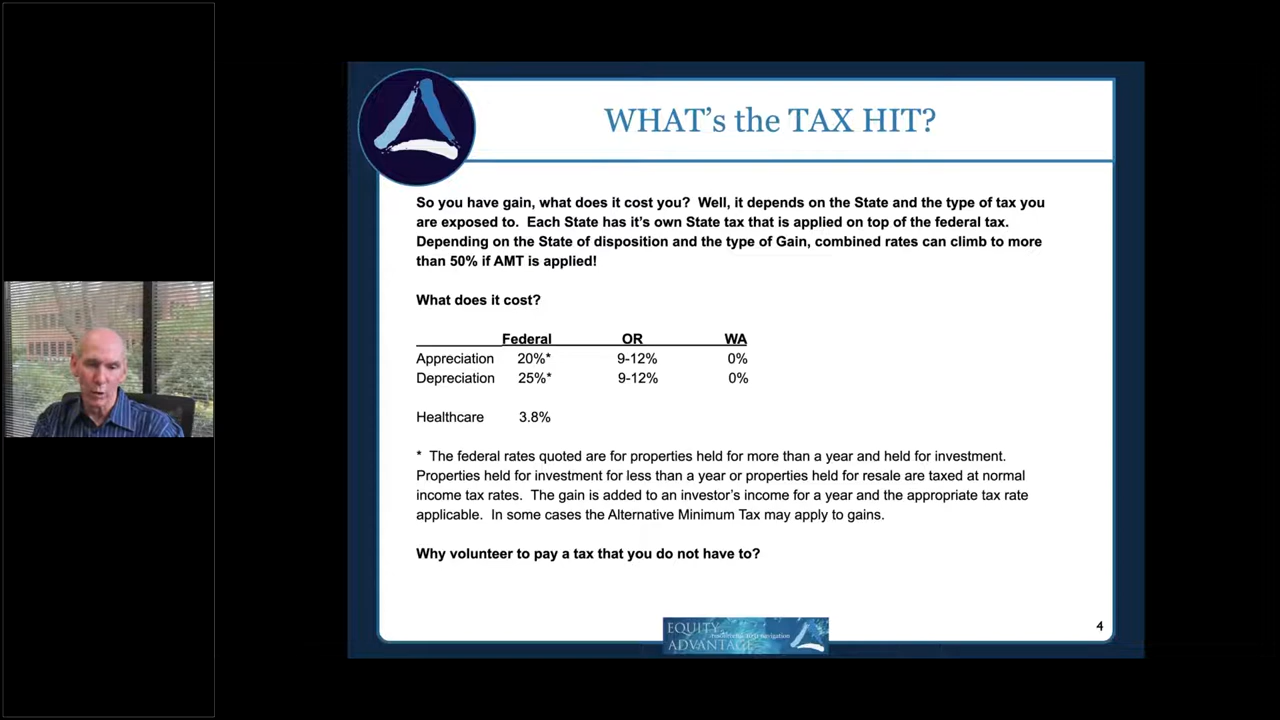 WHAT's the TAX HIT?
So you have gain, what does it cost you? Well, it depends on the State and the type of tax you
are exposed to. Each State has it's own State tax that is applied on top of the federal tax.
Depending on the State of disposition and the type of Gain, combined rates can climb to more
than 50% if AMT is applied!
What does it cost?
Federal OR WA
Appreciation 20%* 9-12% 0%
Depreciation 25%* 9-12% 0%
Healthcare 3.8%
* The federal rates quoted are for properties held for more than a year and held for investment.
Properties held for investment for less than a year or properties held for resale are taxed at normal
income tax rates. The gain is added to an investor's income for a year and the appropriate tax rate
applicable. In some cases the Alternative Minimum Tax may apply to gains.
Why volunteer to pay a tax that you do not have to?
EQUITY
ADVANTAGE
4